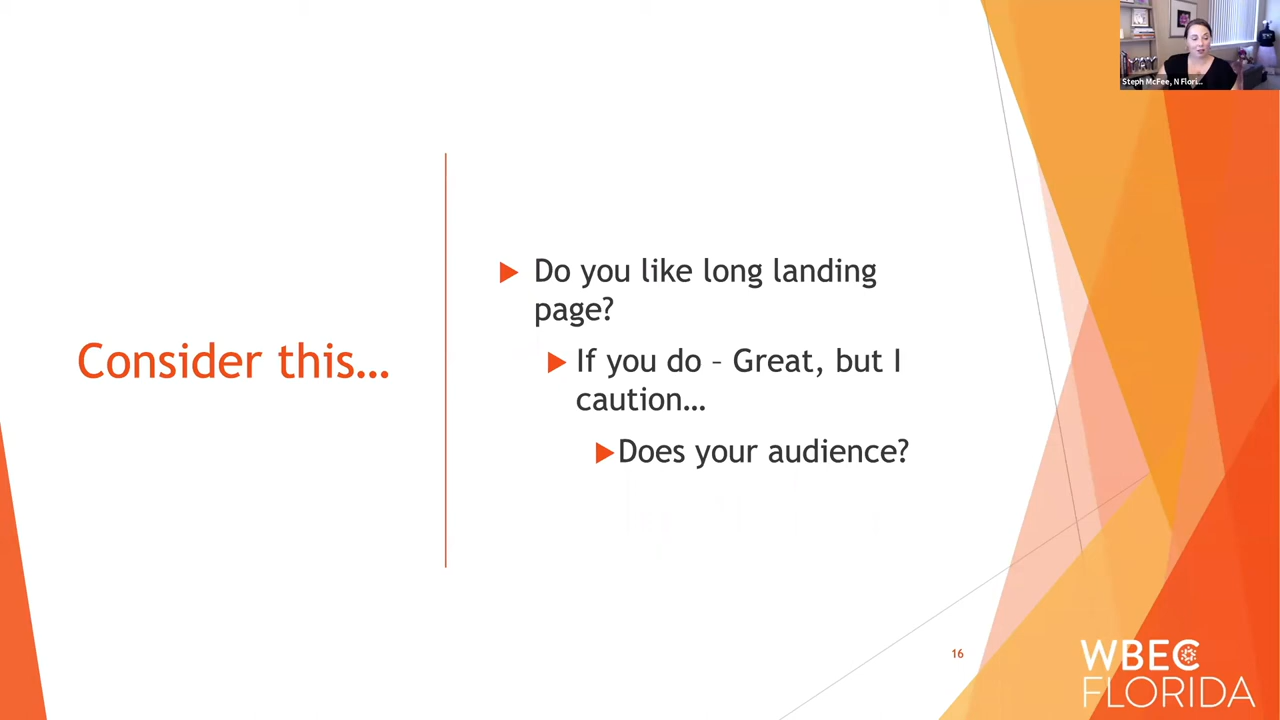 Steph McFee, N Flori...
Consider this…
Do you like long landing
page?
If you do – Great, but I
caution…
Does your audience?
16
WBEC
FLORIDA